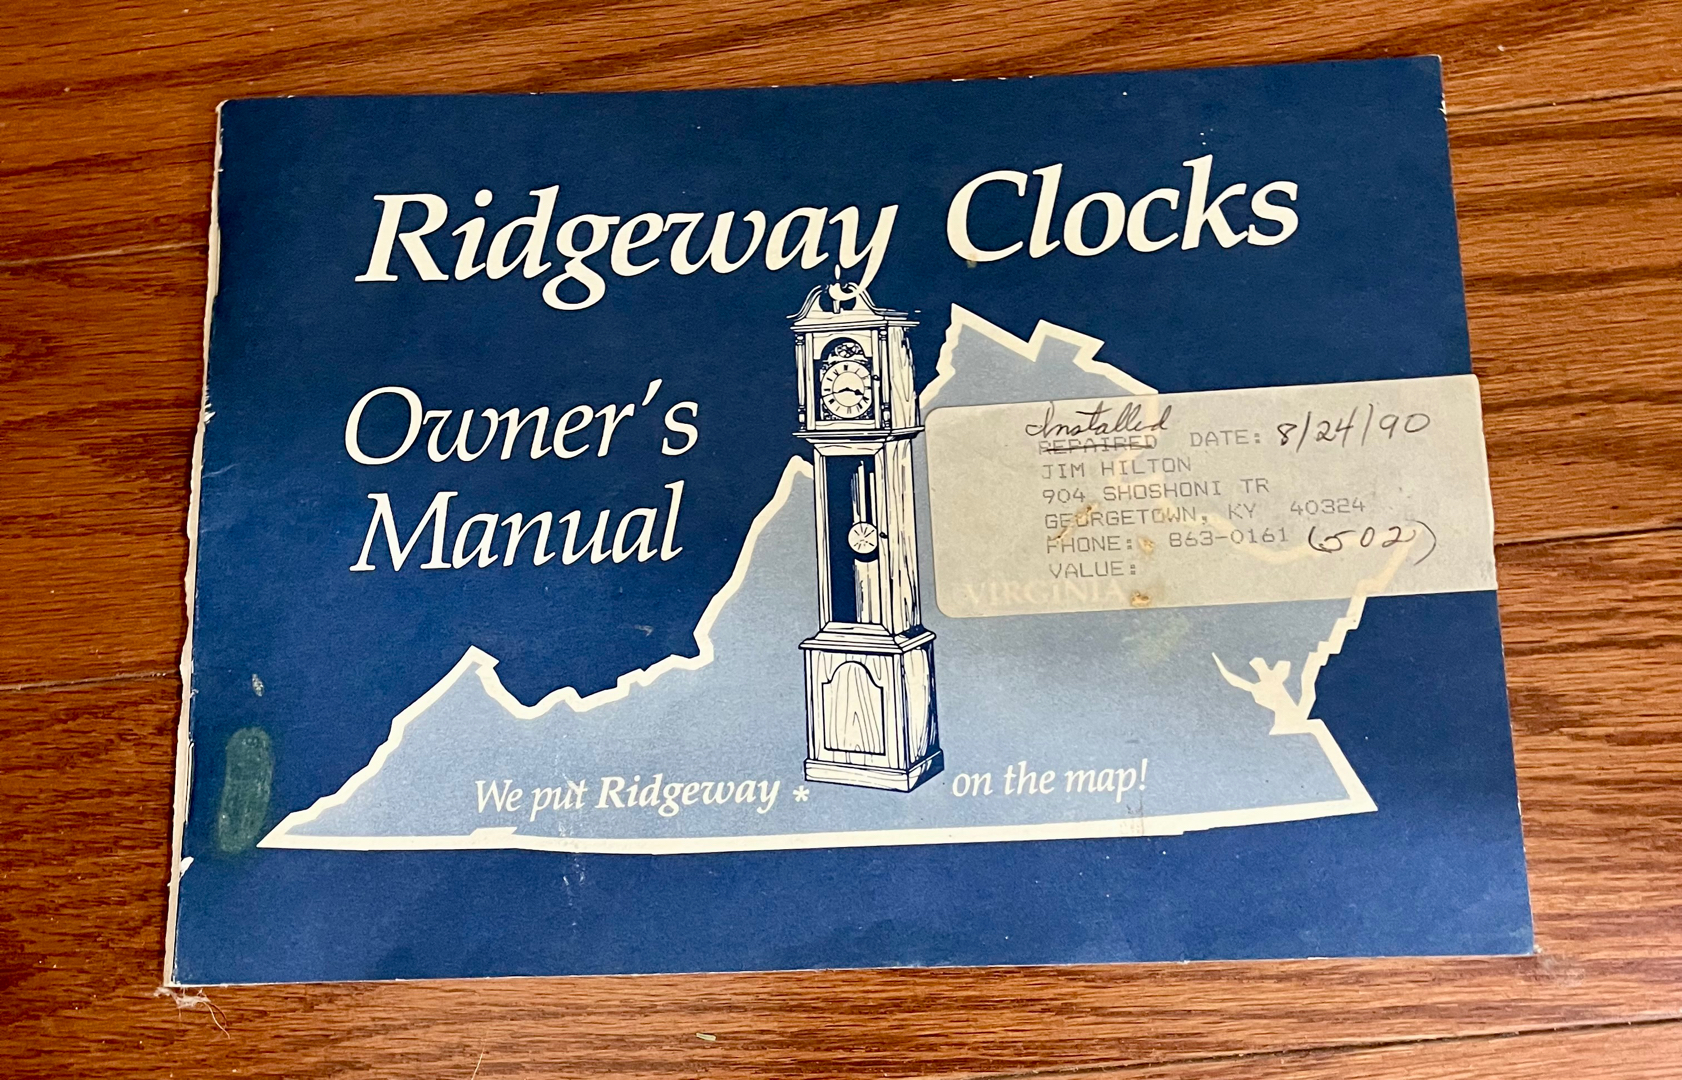 Ridgeway Clocks
Owner's
Manual
Installed
REPAIRED DATE: 8/24/90
JIM HILTON
904 SHOSHONI TR
GEORGETOWN, KY 40324
PHONE: 863-0161 (502)
VALUE:
VIRGINIA
We put Ridgeway * on the map!